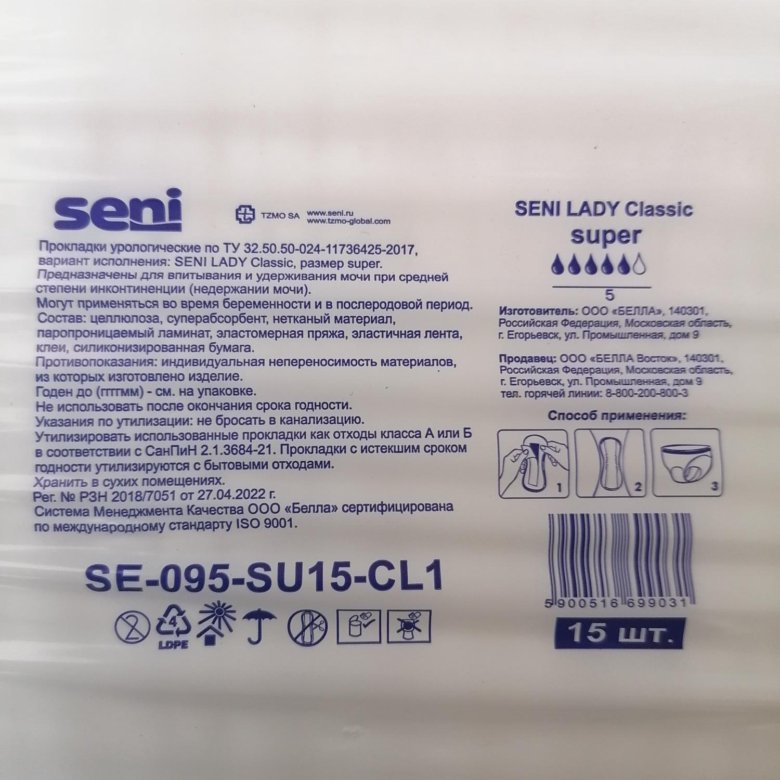 seni
TZMO SA
www.seni.ru
www.tzmo-global.com
Прокладки урологические по ТУ 32.50.50-024-11736425-2017,
вариант исполнения: SENI LADY Classic, размер super.
Предназначены для впитывания и удерживания мочи при средней
степени инконтиненции (недержании мочи).
Могут применяться во время беременности и в послеродовой период.
Состав: целлюлоза, суперабсорбент, нетканый материал,
паропроницаемый ламинат, эластомерная пряжа, эластичная лента,
клеи, силиконизированная бумага.
Противопоказания: индивидуальная непереносимость материалов,
из которых изготовлено изделие.
Годен до (ггггмм) - см. на упаковке.
Не использовать после окончания срока годности.
Указания по утилизации: не бросать в канализацию.
Утилизировать использованные прокладки как отходы класса А или Б
в соответствии с СанПиН 2.1.3684-21. Прокладки с истекшим сроком
годности утилизируются с бытовыми отходами.
Хранить в сухих помещениях.
Рег. № РЗН 2018/7051 от 27.04.2022 г.
Система Менеджмента Качества ООО «Белла» сертифицирована
по международному стандарту ISO 9001.
SE-095-SU15-CL1
2
4
LDPE
SENI LADY Classic
super
5
Изготовитель: ООО «БЕЛЛА», 140301,
Российская Федерация, Московская область,
г. Егорьевск, ул. Промышленная, дом 9
Продавец: ООО «БЕЛЛА Восток», 140301,
Российская Федерация, Московская область,
г. Егорьевск, ул. Промышленная, дом 9
тел. горячей линии: 8-800-200-800-3
Способ применения:
1
2
3
5 900516 699031
15 шт.